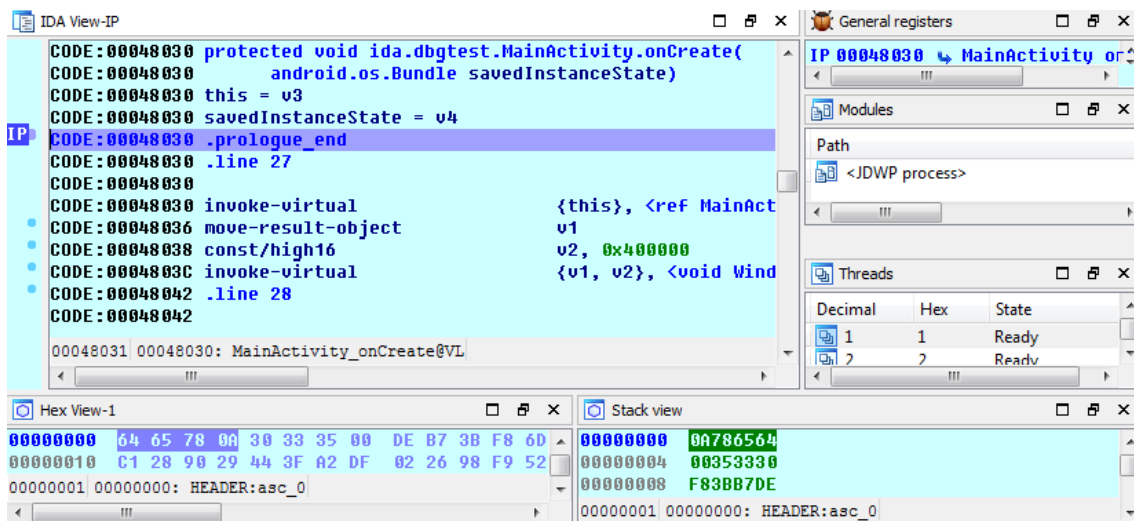 IDA View-IP
CODE:00048030 protected void ida.dbgtest.MainActivity.onCreate(
CODE:00048030 android.os.Bundle savedInstanceState)
CODE:00048030 this = v3
CODE:00048030 savedInstanceState = v4
IP CODE:00048030 .prologue_end
CODE:00048030 .line 27
CODE:00048030
CODE:00048030 invoke-virtual {this}, <ref MainAct
CODE:00048036 move-result-object v1
CODE:00048038 const/high16 v2, 0x400000
CODE:0004803C invoke-virtual {v1, v2}, <void Wind
CODE:00048042 .line 28
CODE:00048042
00048031 00048030: MainActivity_onCreate@VL
General registers
IP 00048030 MainActivity
Modules
Path
<JDWP process>
Threads
Decimal Hex State
1 1 Ready
2 2 Ready
Hex View-1
00000000 64 65 78 0A 30 33 35 00 DE B7 3B F8 6D
00000010 C1 28 90 29 44 3F A2 DF 02 26 98 F9 52
00000001 00000000: HEADER:asc_0
Stack view
00000000 0A786564
00000004 00353330
00000008 F83BB7DE
00000001 00000000: HEADER:asc_0